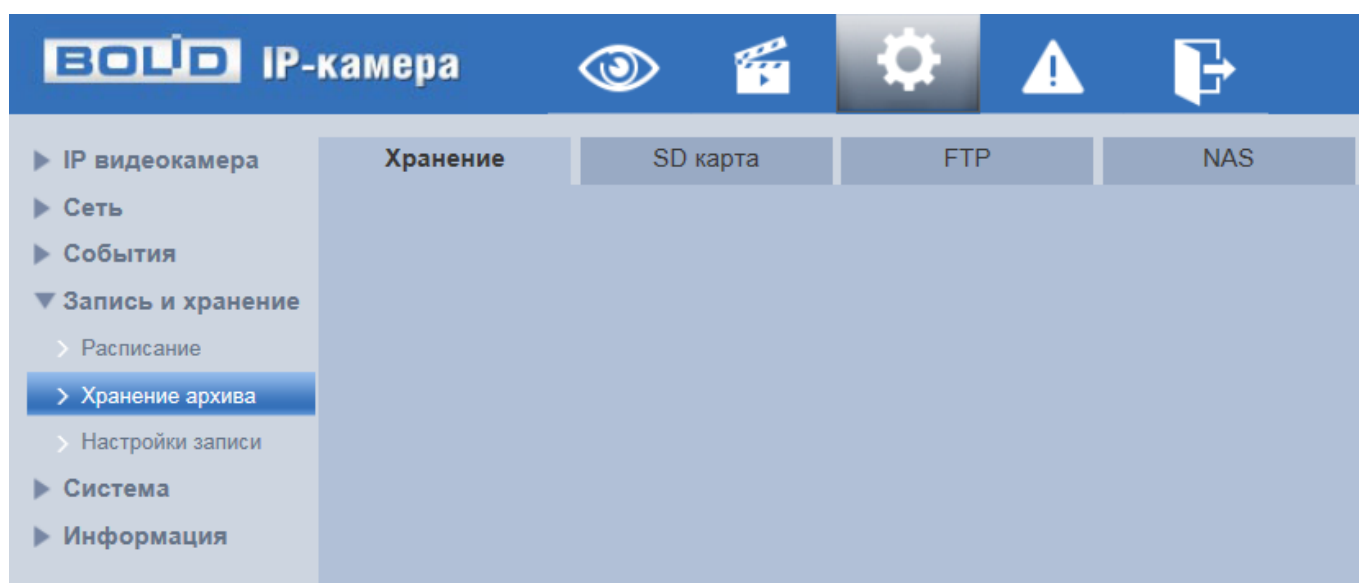 BOLID IP-камера
IP видеокамера
Сеть
События
Запись и хранение
Расписание
Хранение архива
Настройки записи
Система
Информация
Хранение SD карта FTP NAS